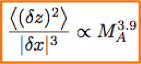 ⟨(δz)²⟩ / |δx|³ ∝ M_A^3.9